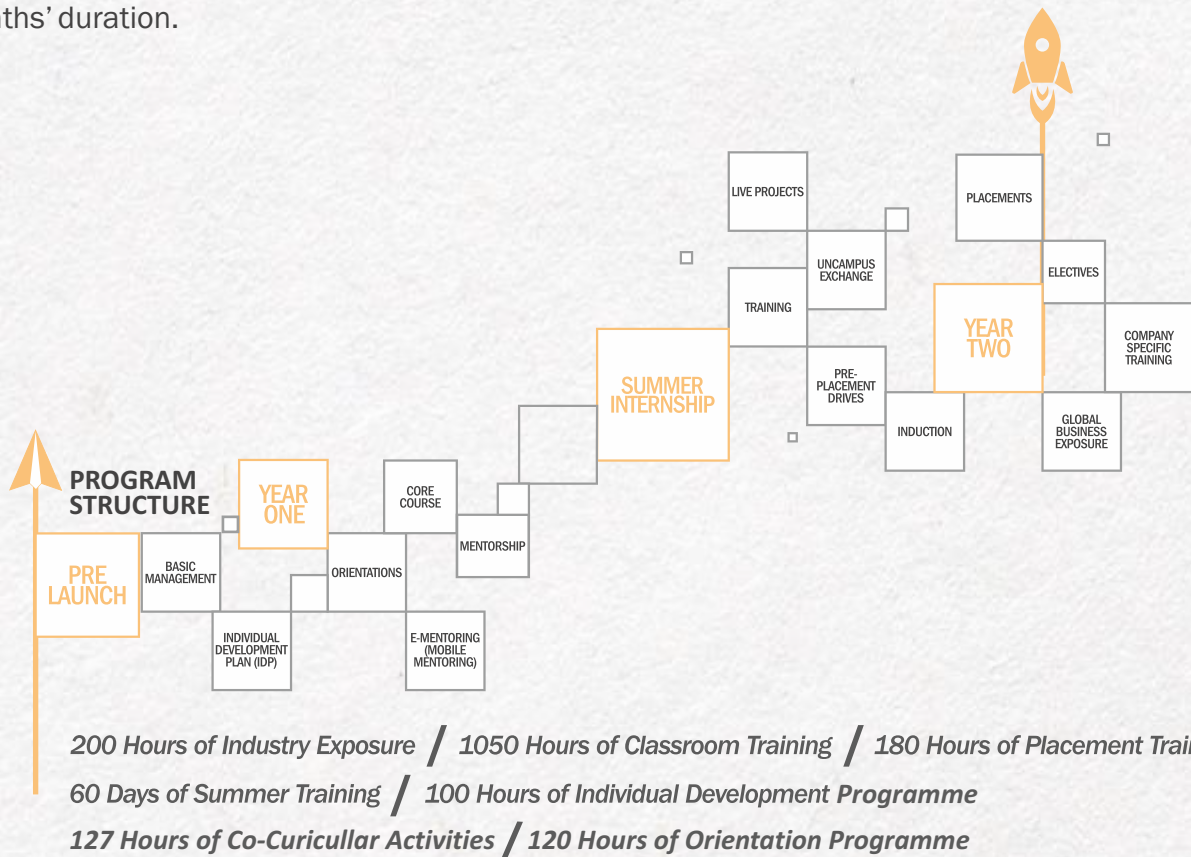 duration.
LIVE PROJECTS
PLACEMENTS
UNCAMPUS
EXCHANGE
ELECTIVES
TRAINING
YEAR
TWO
COMPANY
SPECIFIC
TRAINING
SUMMER
INTERNSHIP
PRE-
PLACEMENT
DRIVES
INDUCTION
GLOBAL
BUSINESS
EXPOSURE
PROGRAM
STRUCTURE
YEAR
ONE
CORE
COURSE
MENTORSHIP
PRE
LAUNCH
BASIC
MANAGEMENT
ORIENTATIONS
INDIVIDUAL
DEVELOPMENT
PLAN (IDP)
E-MENTORING
(MOBILE
MENTORING)
200 Hours of Industry Exposure / 1050 Hours of Classroom Training / 180 Hours of Placement
60 Days of Summer Training / 100 Hours of Individual Development Programme
127 Hours of Co-Curicullar Activities / 120 Hours of Orientation Programme